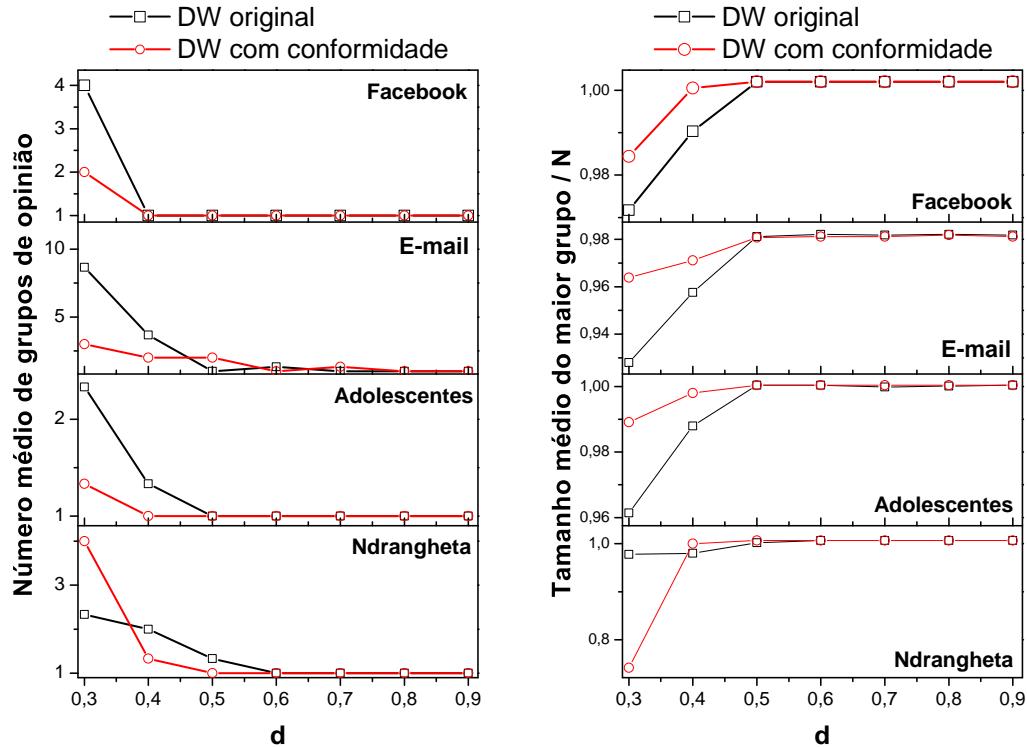 DW original
DW com conformidade
Número médio de grupos de opinião
4
3
2
1
Facebook
10
5
E-mail
2
1
Adolescentes
3
1
Ndrangheta
0,3 0,4 0,5 0,6 0,7 0,8 0,9
d
DW original
DW com conformidade
Tamanho médio do maior grupo / N
1,00
0,98
Facebook
0,98
0,96
0,94
0,92
E-mail
1,00
0,98
0,96
Adolescentes
1,0
0,8
Ndrangheta
0,3 0,4 0,5 0,6 0,7 0,8 0,9
d